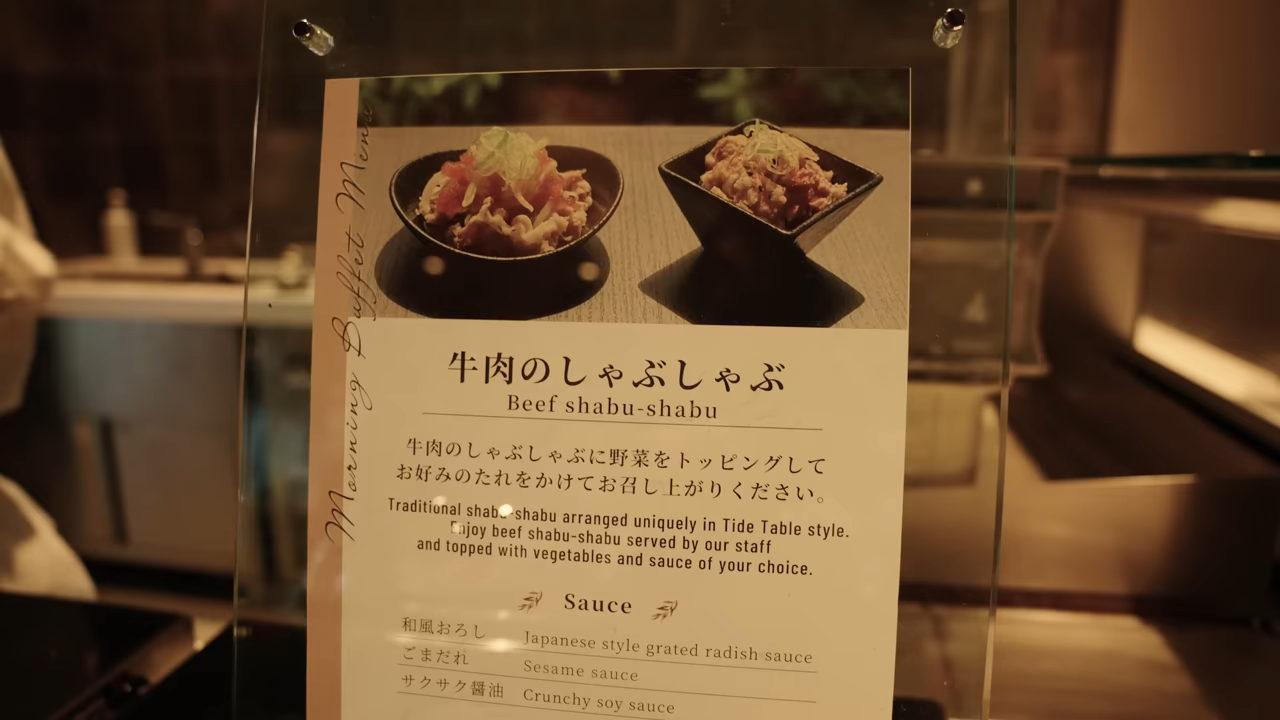 Morning Buffet Menu
牛肉のしゃぶしゃぶ
Beef shabu-shabu
牛肉のしゃぶしゃぶに野菜をトッピングして
お好みのたれをかけてお召し上がりください。
Traditional shabu-shabu arranged uniquely in Tide Table style.
Enjoy beef shabu-shabu served by our staff
and topped with vegetables and sauce of your choice.
Sauce
和風おろし Japanese style grated radish sauce
ごまだれ Sesame sauce
サクサク醤油 Crunchy soy sauce